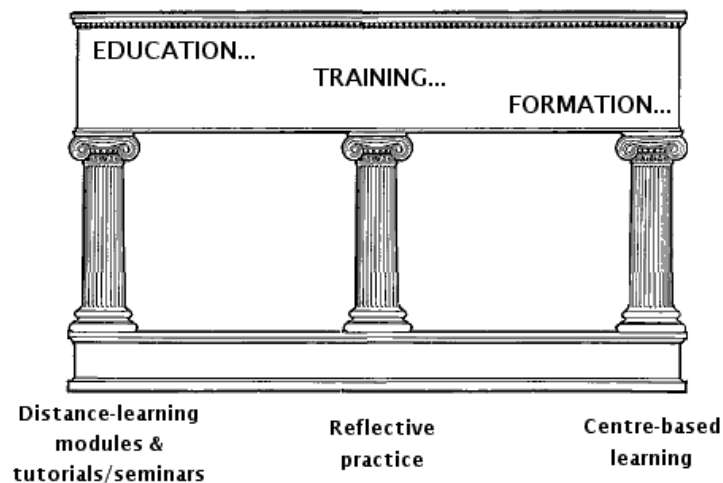 EDUCATION...
TRAINING...
FORMATION...
Distance-learning
modules &
tutorials/seminars
Reflective
practice
Centre-based
learning